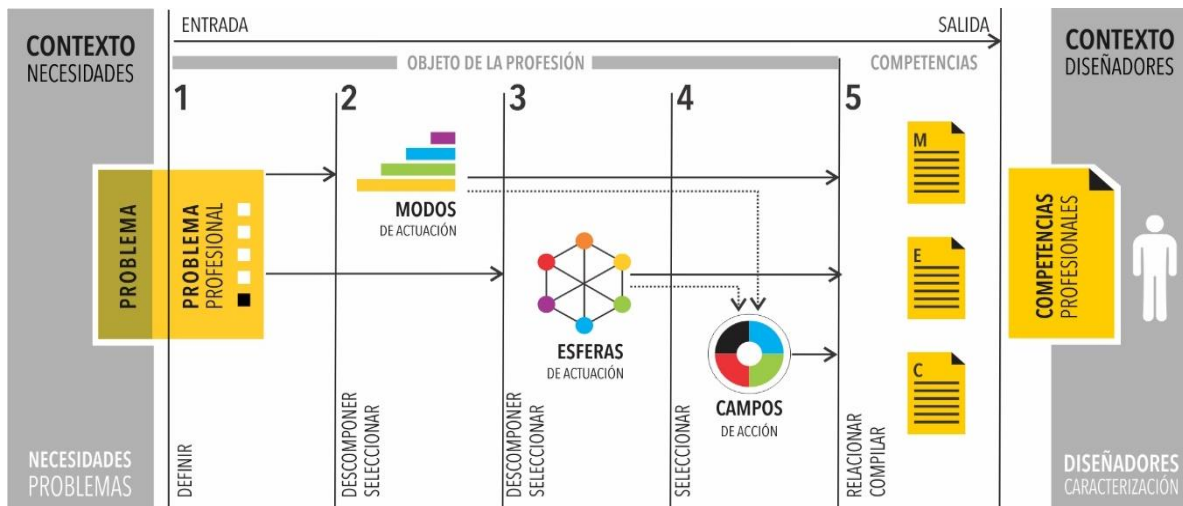 CONTEXTO
NECESIDADES
ENTRADA
SALIDA
CONTEXTO
DISEÑADORES
OBJETO DE LA PROFESIÓN
COMPETENCIAS
1
2
3
4
5
PROBLEMA
PROBLEMA
PROFESIONAL
MODOS
DE ACTUACIÓN
ESFERAS
DE ACTUACIÓN
CAMPOS
DE ACCIÓN
M
E
C
COMPETENCIAS
PROFESIONALES
NECESIDADES
PROBLEMAS
DEFINIR
DESCOMPONER
SELECCIONAR
DESCOMPONER
SELECCIONAR
SELECCIONAR
RELACIONAR
COMPILAR
DISEÑADORES
CARACTERIZACIÓN